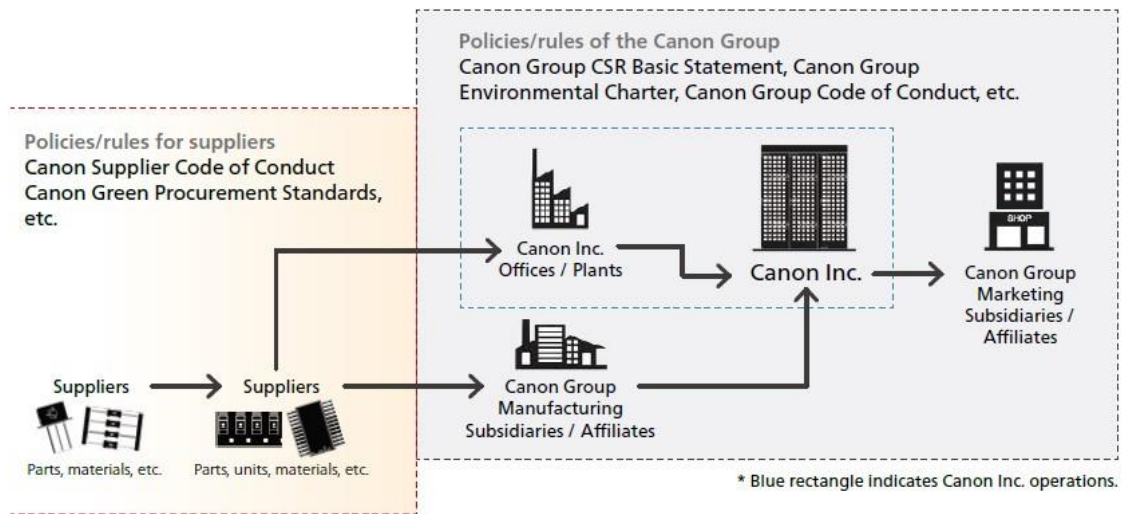 Policies/rules of the Canon Group
Canon Group CSR Basic Statement, Canon Group
Environmental Charter, Canon Group Code of Conduct, etc.
Policies/rules for suppliers
Canon Supplier Code of Conduct
Canon Green Procurement Standards,
etc.
SHOP
Canon Inc.
Offices / Plants
Canon Inc.
Canon Group
Marketing
Subsidiaries /
Affiliates
Suppliers
Suppliers
Canon Group
Manufacturing
Subsidiaries / Affiliates
Parts, materials, etc.
Parts, units, materials, etc.
* Blue rectangle indicates Canon Inc. operations.